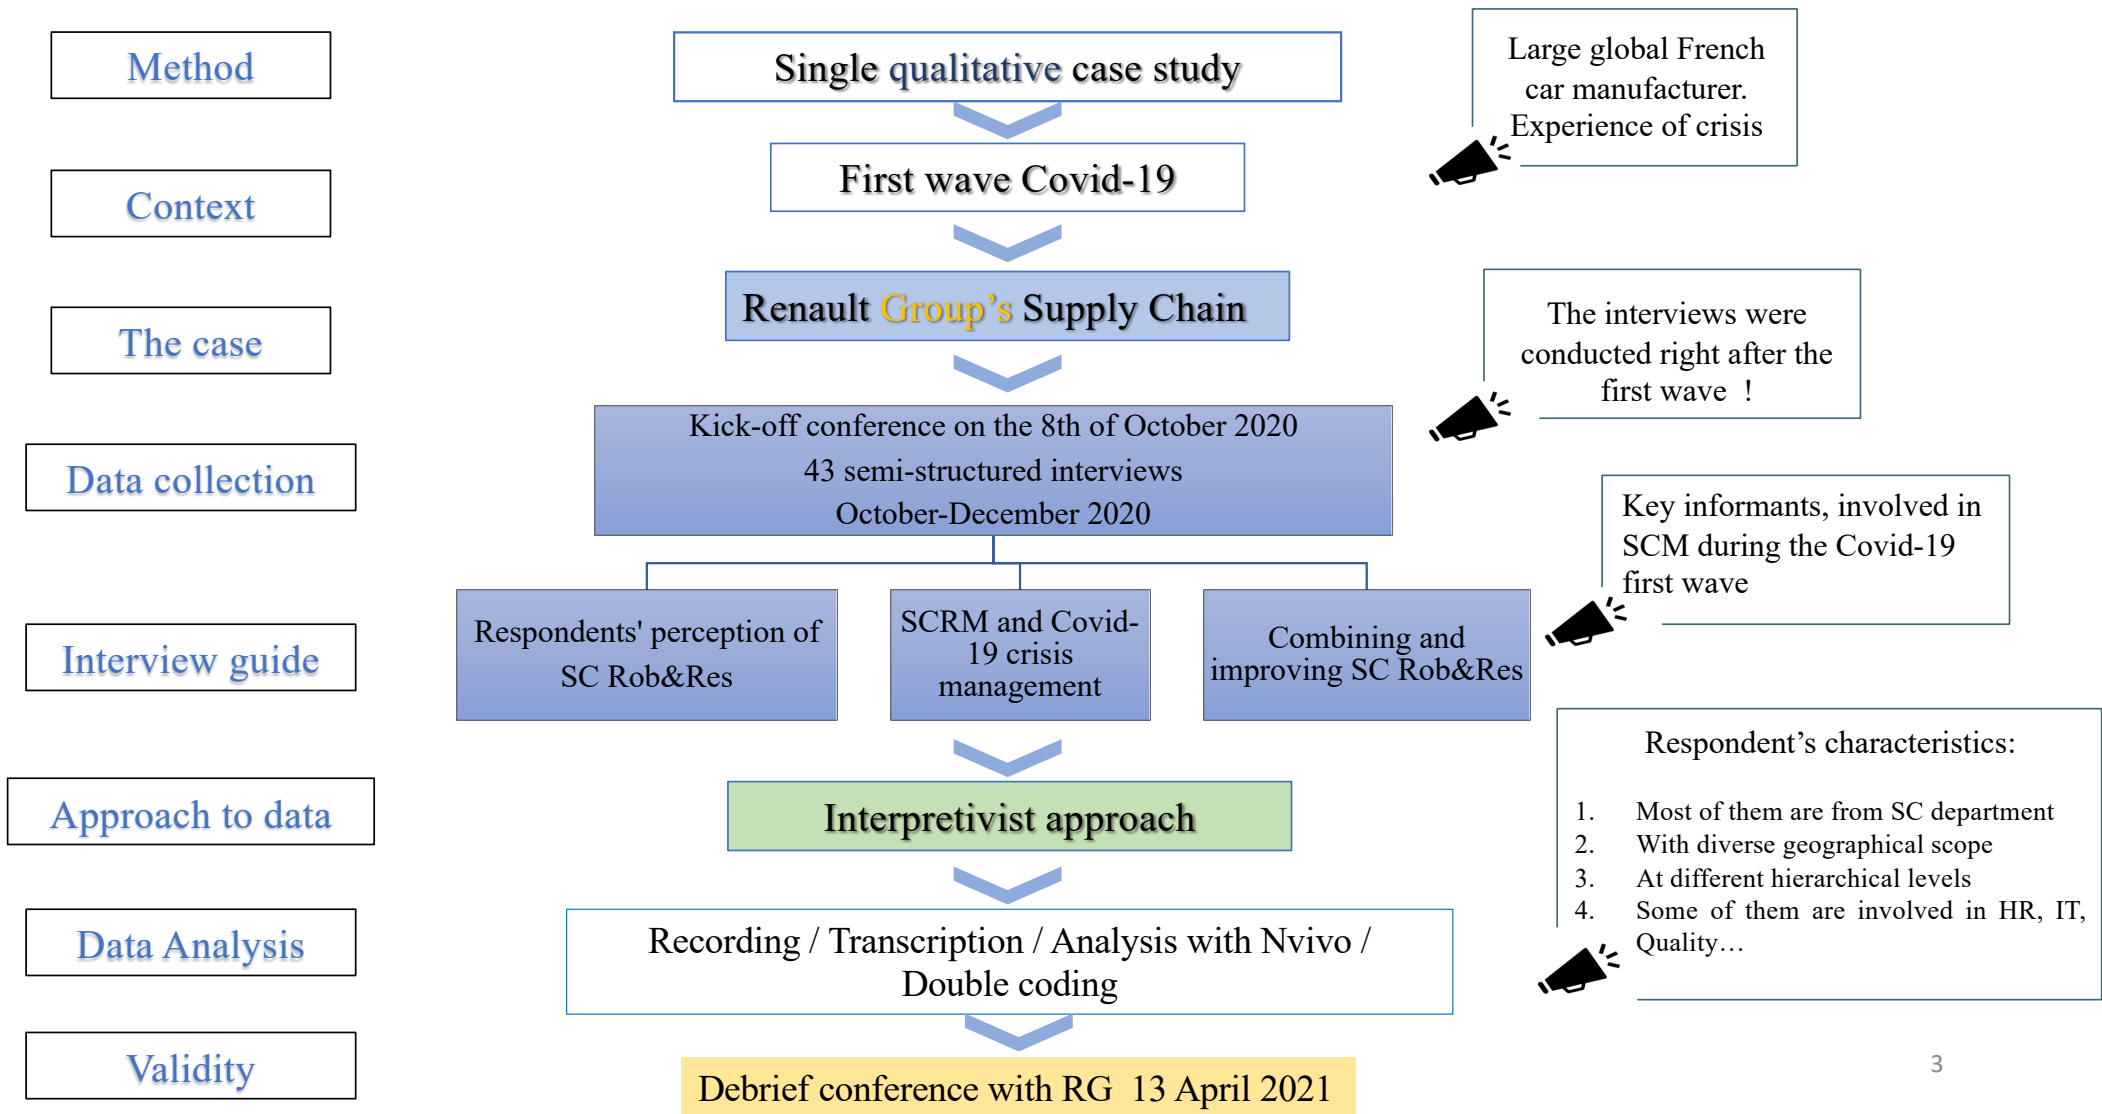 Method
Single qualitative case study
Large global French
car manufacturer.
Experience of crisis
Context
First wave Covid-19
The case
Renault Group's Supply Chain
The interviews were
conducted right after the
first wave !
Data collection
Kick-off conference on the 8th of October 2020
43 semi-structured interviews
October-December 2020
Key informants, involved in
SCM during the Covid-19
first wave
Interview guide
Respondents' perception of
SC Rob&Res
SCRM and Covid-
19 crisis
management
Combining and
improving SC Rob&Res
Respondent’s characteristics:
1. Most of them are from SC department
2. With diverse geographical scope
3. At different hierarchical levels
4. Some of them are involved in HR, IT,
Quality…
Approach to data
Interpretivist approach
Data Analysis
Recording / Transcription / Analysis with Nvivo /
Double coding
Validity
Debrief conference with RG 13 April 2021
3